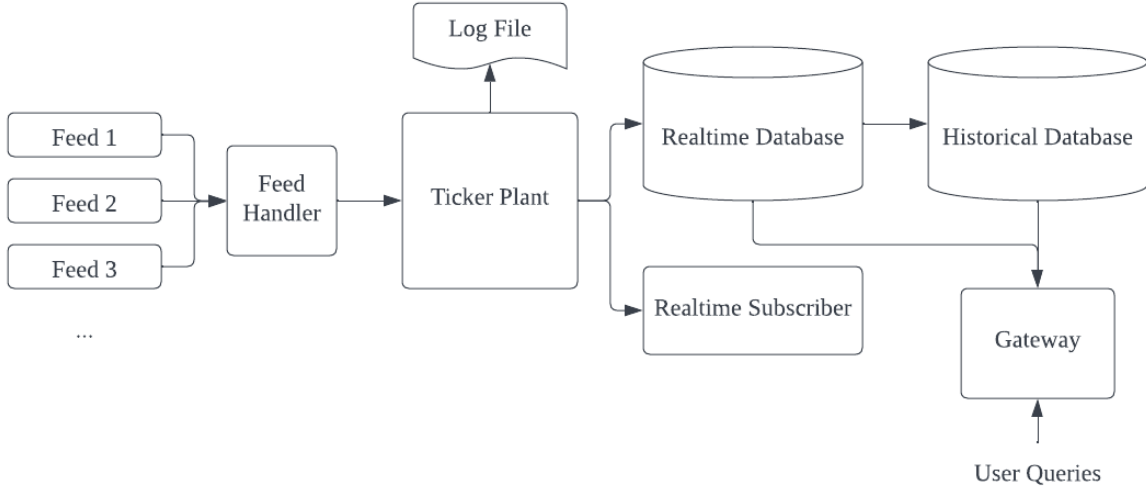 Log File
Feed 1
Feed 2
Feed 3
...
Feed
Handler
Ticker Plant
Realtime Database
Historical Database
Realtime Subscriber
Gateway
User Queries